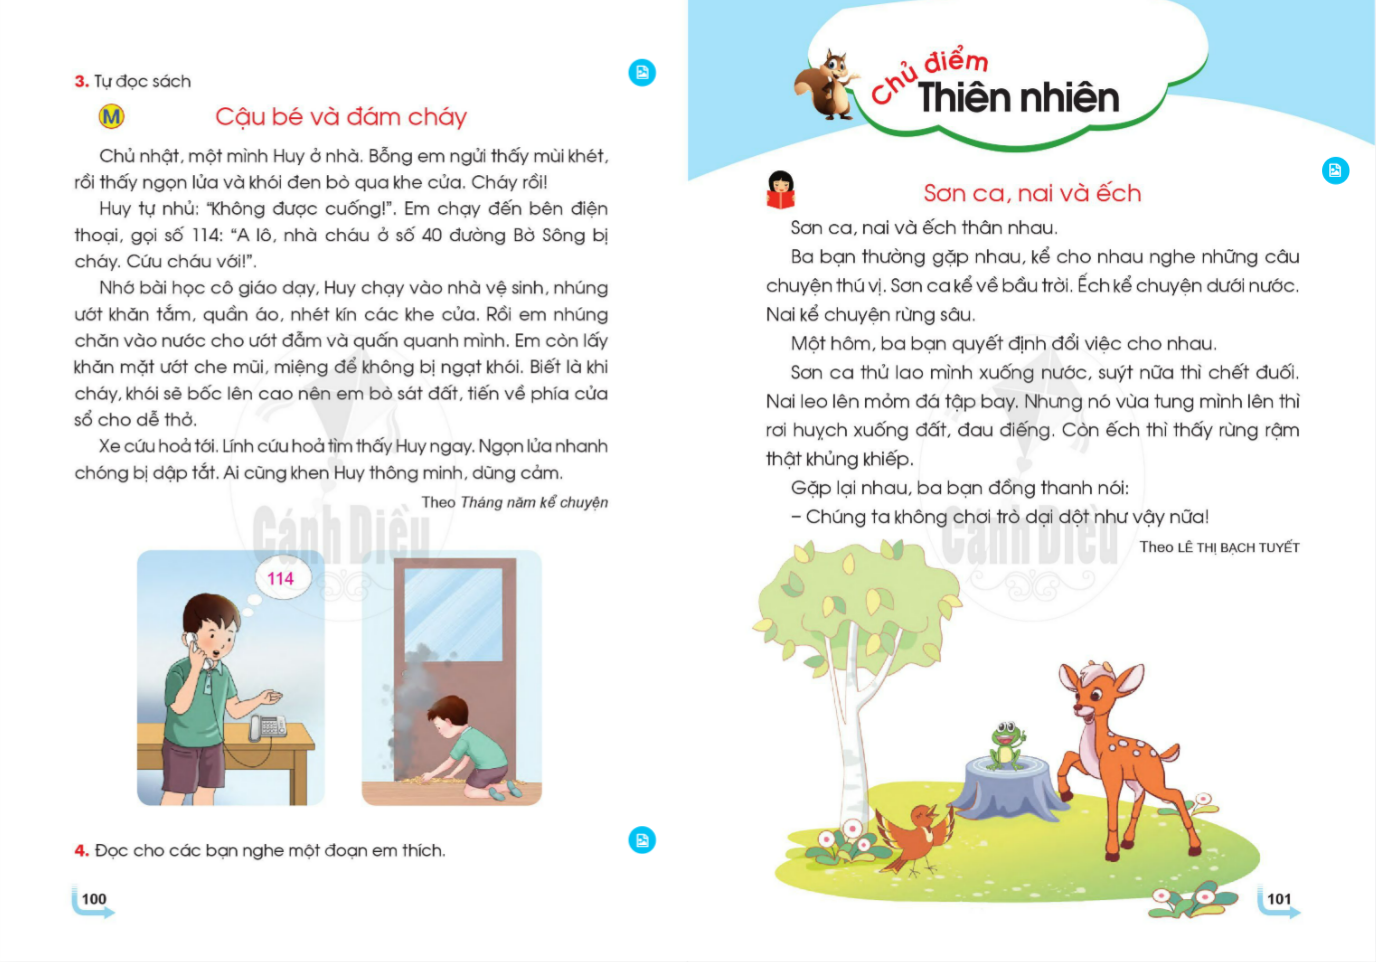 3. Tự đọc sách
M
Cậu bé và đám cháy
Chủ nhật, một mình Huy ở nhà. Bỗng em ngửi thấy mùi khét,
rồi thấy ngọn lửa và khói đen bò qua khe cửa. Cháy rồi!
Huy tự nhủ: “Không được cuống!”. Em chạy đến bên điện
thoại, gọi số 114: “A lô, nhà cháu ở số 40 đường Bờ Sông bị
cháy. Cứu cháu với!”.
Nhớ bài học cô giáo dạy, Huy chạy vào nhà vệ sinh, nhúng
ướt khăn tắm, quần áo, nhét kín các khe cửa. Rồi em nhúng
chăn vào nước cho ướt đẫm và quấn quanh mình. Em còn lấy
khăn mặt ướt che mũi, miệng để không bị ngạt khói. Biết là khi
cháy, khói sẽ bốc lên cao nên em bò sát đất, tiến về phía cửa
sổ cho dễ thở.
Xe cứu hoả tới. Lính cứu hoả tìm thấy Huy ngay. Ngọn lửa nhanh
chóng bị dập tắt. Ai cũng khen Huy thông minh, dũng cảm.
Theo Tháng năm kể chuyện
Cánh Diều
114
4. Đọc cho các bạn nghe một đoạn em thích.
100
Chủ điểm
Thiên nhiên
Sơn ca, nai và ếch
Sơn ca, nai và ếch thân nhau.
Ba bạn thường gặp nhau, kể cho nhau nghe những câu
chuyện thú vị. Sơn ca kể về bầu trời. Ếch kể chuyện dưới nước.
Nai kể chuyện rừng sâu.
Một hôm, ba bạn quyết định đổi việc cho nhau.
Sơn ca thử lao mình xuống nước, suýt nữa thì chết đuối.
Nai leo lên mỏm đá tập bay. Nhưng nó vừa tung mình lên thì
rơi huỵch xuống đất, đau điếng. Còn ếch thì thấy rừng rậm
thật khủng khiếp.
Gặp lại nhau, ba bạn đồng thanh nói:
– Chúng ta không chơi trò dại dột như vậy nữa!
Cánh Diều
Theo LÊ THỊ BẠCH TUYẾT
101